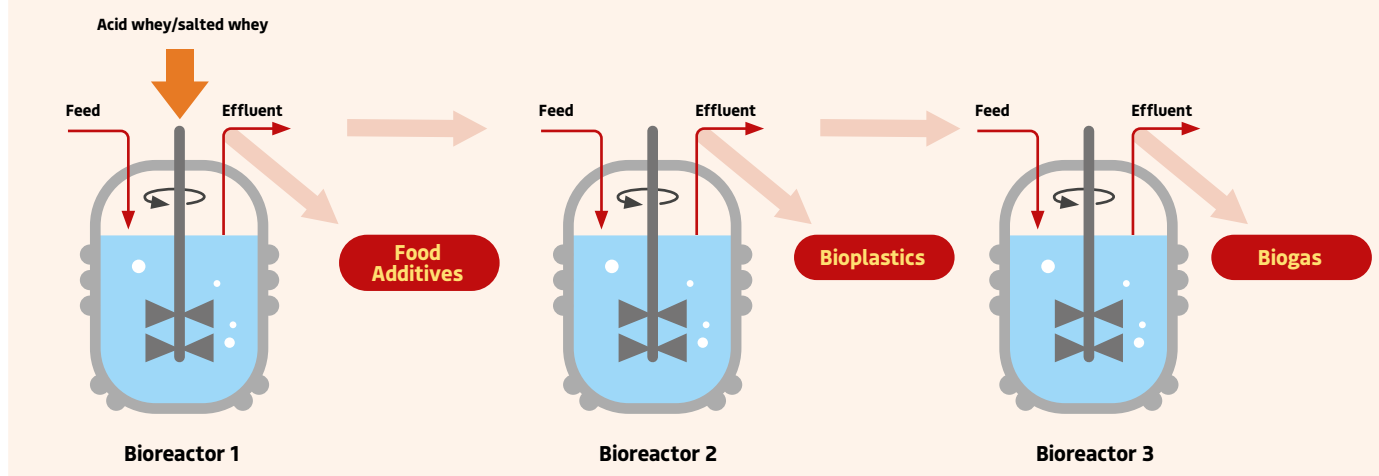 Acid whey/salted whey
Feed
Effluent
Feed
Effluent
Feed
Effluent
Food
Additives
Bioplastics
Biogas
Bioreactor 1
Bioreactor 2
Bioreactor 3